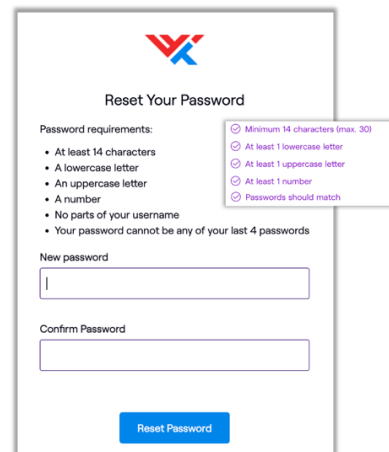 Reset Your Password
Password requirements:
• At least 14 characters
• A lowercase letter
• An uppercase letter
• A number
• No parts of your username
• Your password cannot be any of your last 4 passwords
Minimum 14 characters (max. 30)
At least 1 lowercase letter
At least 1 uppercase letter
At least 1 number
Passwords should match
New password
Confirm Password
Reset Password